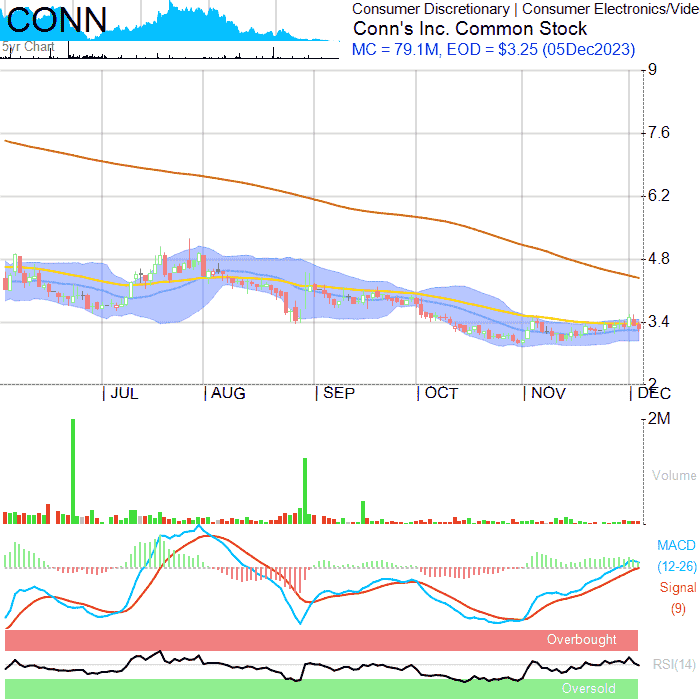 CONN
5yr Chart
Consumer Discretionary | Consumer Electronics/Vide
Conn's Inc. Common Stock
MC = 79.1M, EOD = $3.25 (05Dec2023)
9
7.6
6.2
4.8
3.4
2
JUL AUG SEP OCT NOV DEC
2M
Volume
MACD
(12-26)
Signal
(9)
Overbought
RSI(14)
Oversold